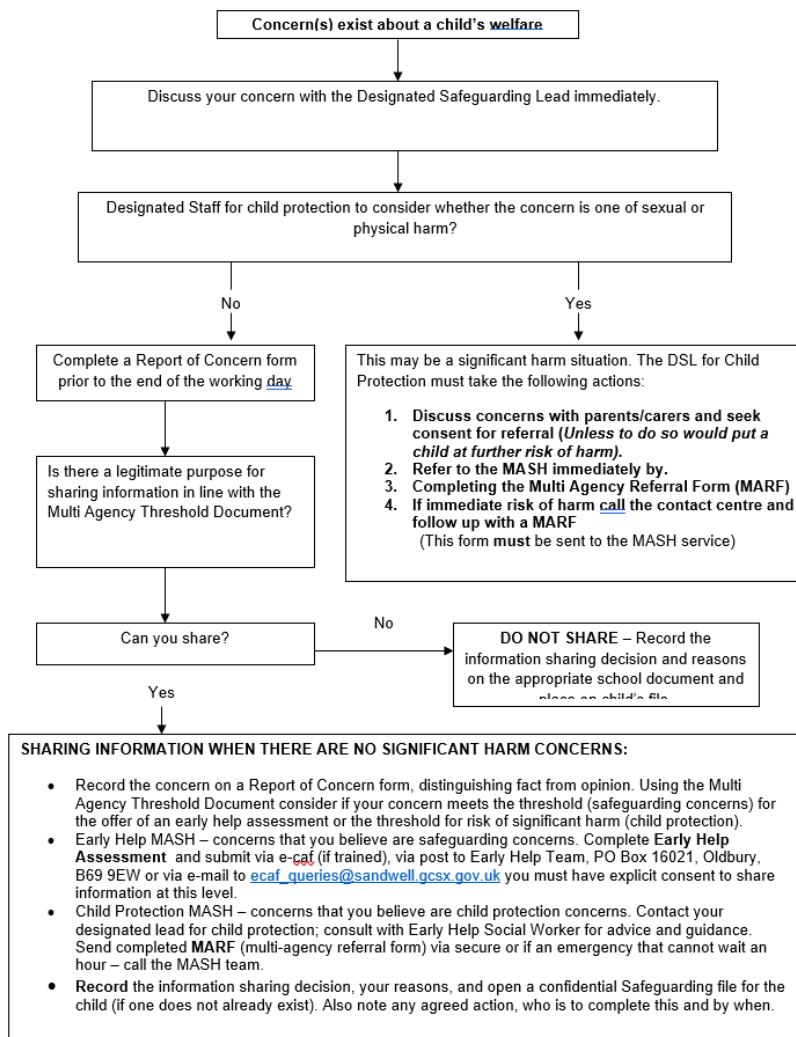 Concern(s) exist about a child's welfare
Discuss your concern with the Designated Safeguarding Lead immediately.
Designated Staff for child protection to consider whether the concern is one of sexual or
physical harm?
No
Yes
Complete a Report of Concern form
prior to the end of the working day
This may be a significant harm situation. The DSL for Child
Protection must take the following actions:
1. Discuss concerns with parents/carers and seek
consent for referral (Unless to do so would put a
child at further risk of harm).
2. Refer to the MASH immediately by.
3. Completing the Multi Agency Referral Form (MARF)
4. If immediate risk of harm call the contact centre and
follow up with a MARF
(This form must be sent to the MASH service)
Is there a legitimate purpose for
sharing information in line with the
Multi Agency Threshold Document?
Can you share?
No
DO NOT SHARE – Record the
information sharing decision and reasons
on the appropriate school document and
place on child's file
Yes
SHARING INFORMATION WHEN THERE ARE NO SIGNIFICANT HARM CONCERNS:
• Record the concern on a Report of Concern form, distinguishing fact from opinion. Using the Multi
Agency Threshold Document consider if your concern meets the threshold (safeguarding concerns) for
the offer of an early help assessment or the threshold for risk of significant harm (child protection).
• Early Help MASH – concerns that you believe are safeguarding concerns. Complete Early Help
Assessment and submit via e-caf (if trained), via post to Early Help Team, PO Box 16021, Oldbury,
B69 9EW or via e-mail to ecaf_queries@sandwell.gcsx.gov.uk you must have explicit consent to share
information at this level.
• Child Protection MASH – concerns that you believe are child protection concerns. Contact your
designated lead for child protection; consult with Early Help Social Worker for advice and guidance.
Send completed MARF (multi-agency referral form) via secure or if an emergency that cannot wait an
hour – call the MASH team.
• Record the information sharing decision, your reasons, and open a confidential Safeguarding file for the
child (if one does not already exist). Also note any agreed action, who is to complete this and by when.